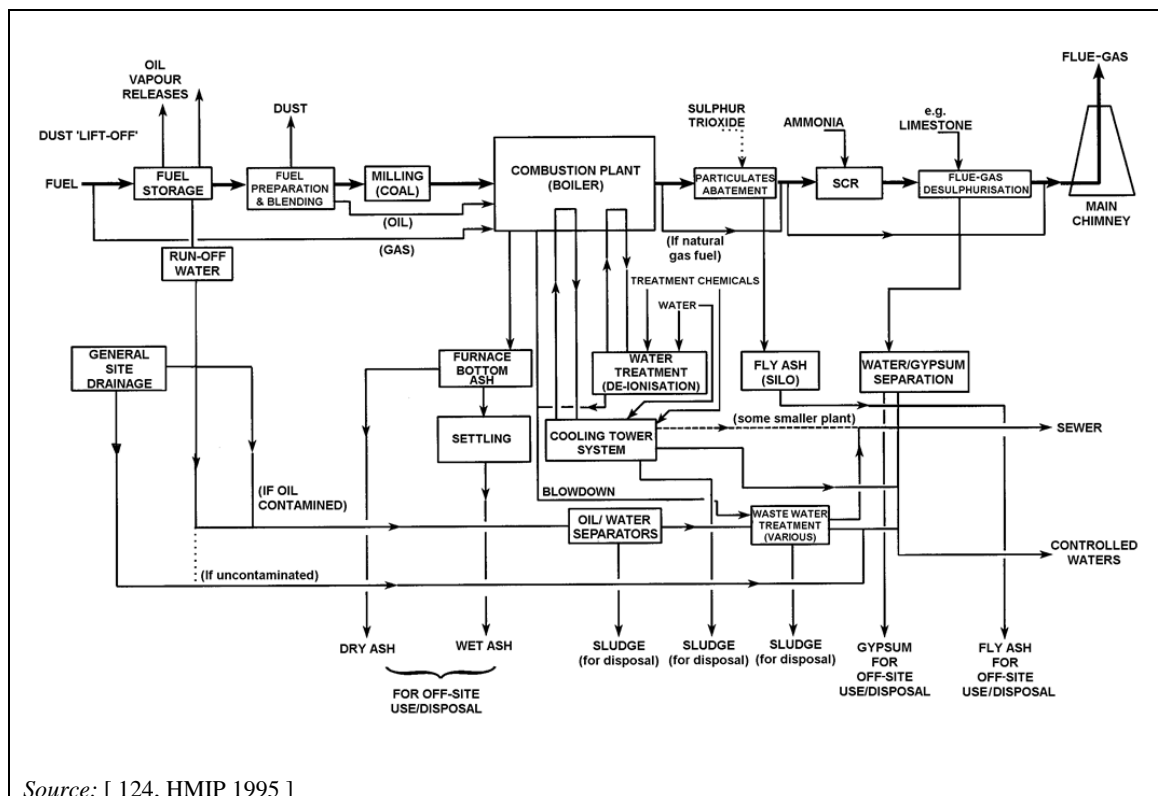 FLUE-GAS
OIL
VAPOUR
RELEASES
DUST 'LIFT-OFF'
DUST
SULPHUR
TRIOXIDE
AMMONIA
e.g.
LIMESTONE
FUEL
FUEL
STORAGE
FUEL
PREPARATION
& BLENDING
MILLING
(COAL)
COMBUSTION PLANT
(BOILER)
PARTICULATES
ABATEMENT
SCR
FLUE-GAS
DESULPHURISATION
MAIN
CHIMNEY
(OIL)
(GAS)
(If natural
gas fuel)
RUN-OFF
WATER
TREATMENT CHEMICALS
WATER
GENERAL
SITE
DRAINAGE
FURNACE
BOTTOM
ASH
WATER
TREATMENT
(DE-IONISATION)
FLY ASH
(SILO)
WATER/GYPSUM
SEPARATION
SETTLING
COOLING TOWER
SYSTEM
(some smaller plant)
SEWER
(IF OIL
CONTAMINED)
BLOWDOWN
OIL/ WATER
SEPARATORS
WASTE WATER
TREATMENT
(VARIOUS)
CONTROLLED
WATERS
(If uncontaminated)
DRY ASH
WET ASH
SLUDGE
(for disposal)
SLUDGE
(for disposal)
SLUDGE
(for disposal)
GYPSUM
FOR
OFF-SITE
USE/DISPOSAL
FLY ASH
FOR
OFF-SITE
USE/DISPOSAL
FOR OFF-SITE
USE/DISPOSAL
Source: [ 124, HMIP 1995 ]